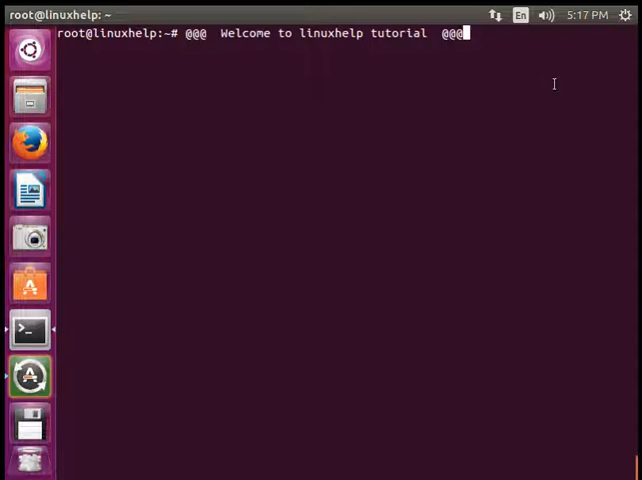 root@linuxhelp: ~
En
5:17 PM
root@linuxhelp:~# @@@  Welcome to linuxhelp tutorial  @@@